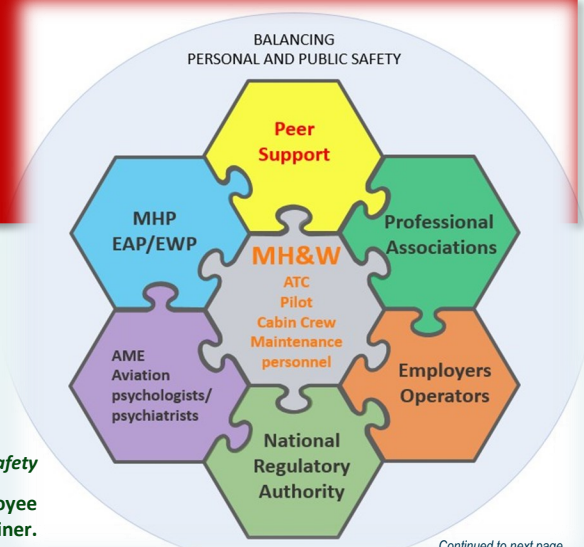 BALANCING
PERSONAL AND PUBLIC SAFETY
Peer
Support
MHP
EAP/EWP
Professional
Associations
MH&W
ATC
Pilot
Cabin Crew
Maintenance
personnel
AME
Aviation
psychologists/
psychiatrists
Employers
Operators
National
Regulatory
Authority
afety
oyee
iner.
Continued to next page